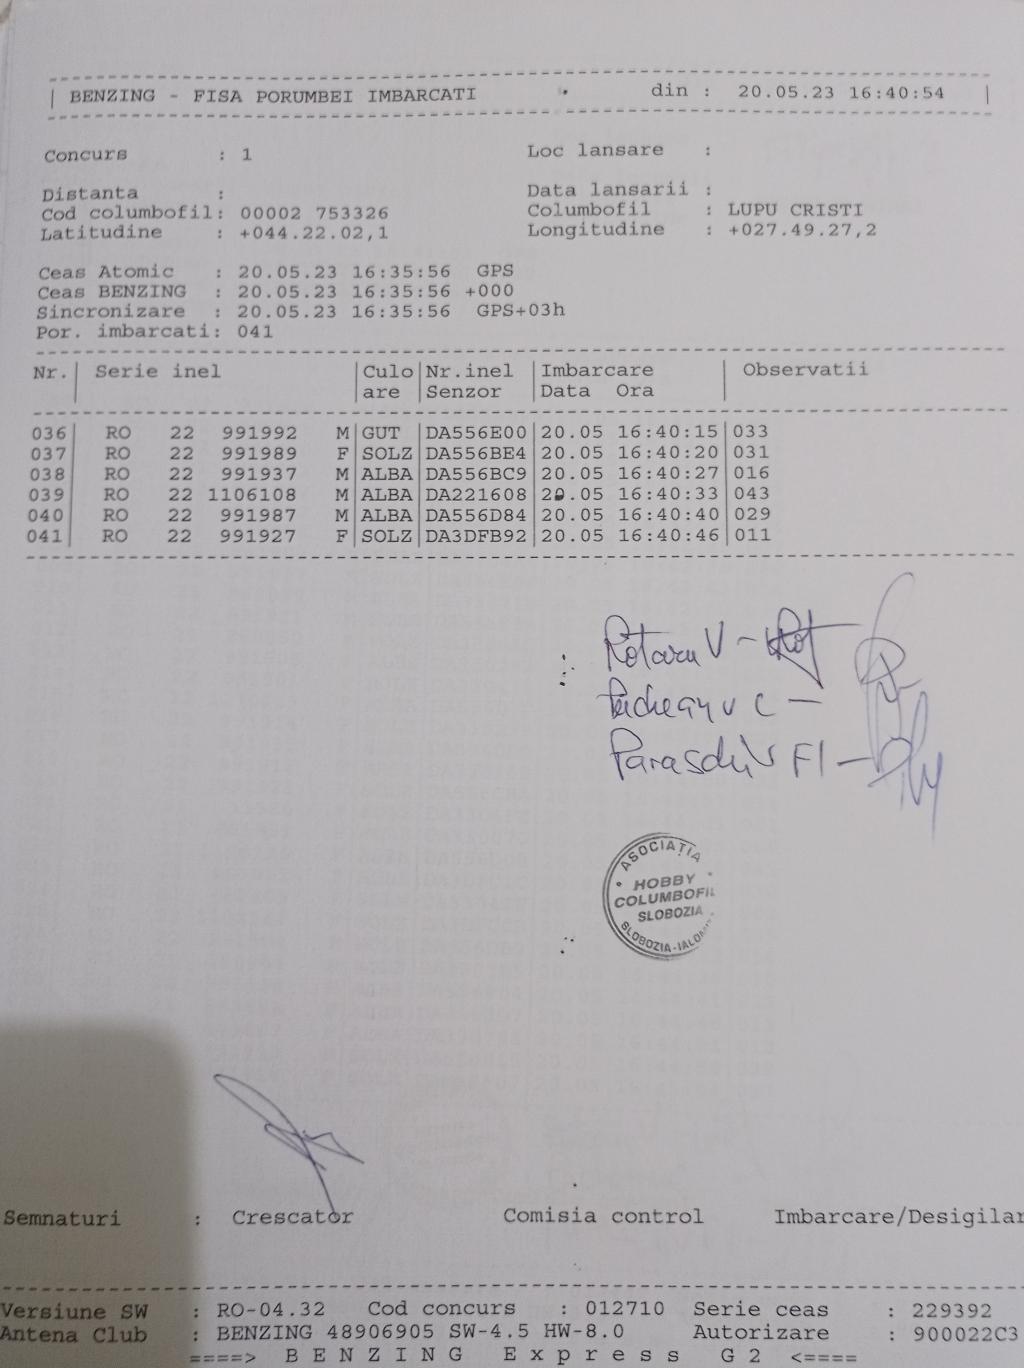 BENZING - FISA PORUMBEI IMBARCATI din : 20.05.23 16:40:54
Concurs : 1 Loc lansare :
Distanta : Data lansarii :
Cod columbofil: 00002 753326 Columbofil : LUPU CRISTI
Latitudine : +044.22.02,1 Longitudine : +027.49.27,2
Ceas Atomic : 20.05.23 16:35:56 GPS
Ceas BENZING : 20.05.23 16:35:56 +000
Sincronizare : 20.05.23 16:35:56 GPS+03h
Por. imbarcati: 041
Nr. Serie inel Culo Nr.inel Imbarcare Observatii
are Senzor Data Ora
036 RO 22 991992 M GUT DA556E00 20.05 16:40:15 033
037 RO 22 991989 F SOLZ DA556BE4 20.05 16:40:20 031
038 RO 22 991937 M ALBA DA556BC9 20.05 16:40:27 016
039 RO 22 1106108 M ALBA DA221608 20.05 16:40:33 043
040 RO 22 991987 M ALBA DA556D84 20.05 16:40:40 029
041 RO 22 991927 F SOLZ DA3DFB92 20.05 16:40:46 011
Rotaru V -
C -
Paraschiv Fl -
ASOCIAȚIA
HOBBY
COLUMBOFIL
SLOBOZIA
SLOBOZIA-IALOMI
Semnaturi : Crescator Comisia control Imbarcare/Desigilar
Versiune SW : RO-04.32 Cod concurs : 012710 Serie ceas : 229392
Antena Club : BENZING 48906905 SW-4.5 HW-8.0 Autorizare : 900022C3
====> B E N Z I N G E x p r e s s G 2 <====